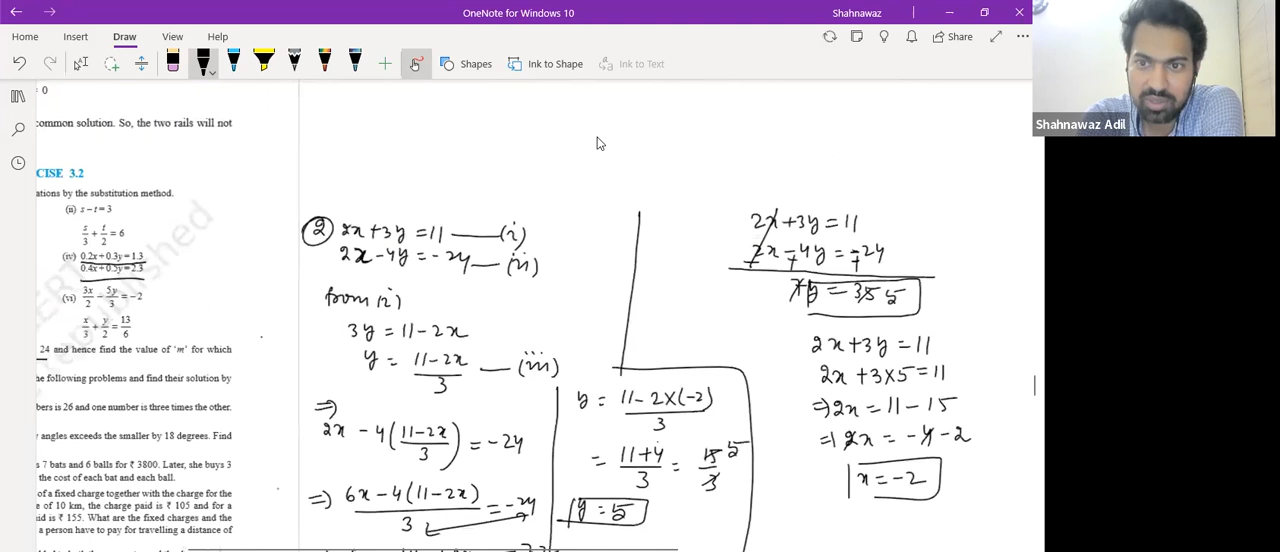 OneNote for Windows 10
Shahnawaz
Home Insert Draw View Help
Share
Shapes
Ink to Shape
Ink to Text
Shahnawaz Adil
= 0
common solution. So, the two rails will not
CISE 3.2
ations by the substitution method.
(ii) s – t = 3
s/3 + t/2 = 6
(iv) 0.2x + 0.3y = 1.3
0.4x + 0.5y = 2.3
(vi) 3x/2 – 5y/3 = –2
x/3 + y/2 = 13/6
24 and hence find the value of 'm' for which
he following problems and find their solution by
bers is 26 and one number is three times the other.
angles exceeds the smaller by 18 degrees. Find
s 7 bats and 6 balls for ₹ 3800. Later, she buys 3
the cost of each bat and each ball.
of a fixed charge together with the charge for the
e of 10 km, the charge paid is ₹ 105 and for a
id is ₹ 155. What are the fixed charges and the
a person have to pay for travelling a distance of
② 2x + 3y = 11 — (i)
2x - 4y = -24 — (ii)
from (i)
3y = 11 - 2x
y = (11 - 2x)/3 — (iii)
⇒
2x - 4((11-2x)/3) = -24
⇒ (6x - 4(11-2x))/3 = -24
y = (11 - 2×(-2))/3
= (11+4)/3 = 15/3 5
y = 5
2x + 3y = 11
2x - 4y = -24
7y = 35 5
2x + 3y = 11
2x + 3×5 = 11
⇒ 2x = 11 - 15
⇒ 2x = -4 -2
x = -2